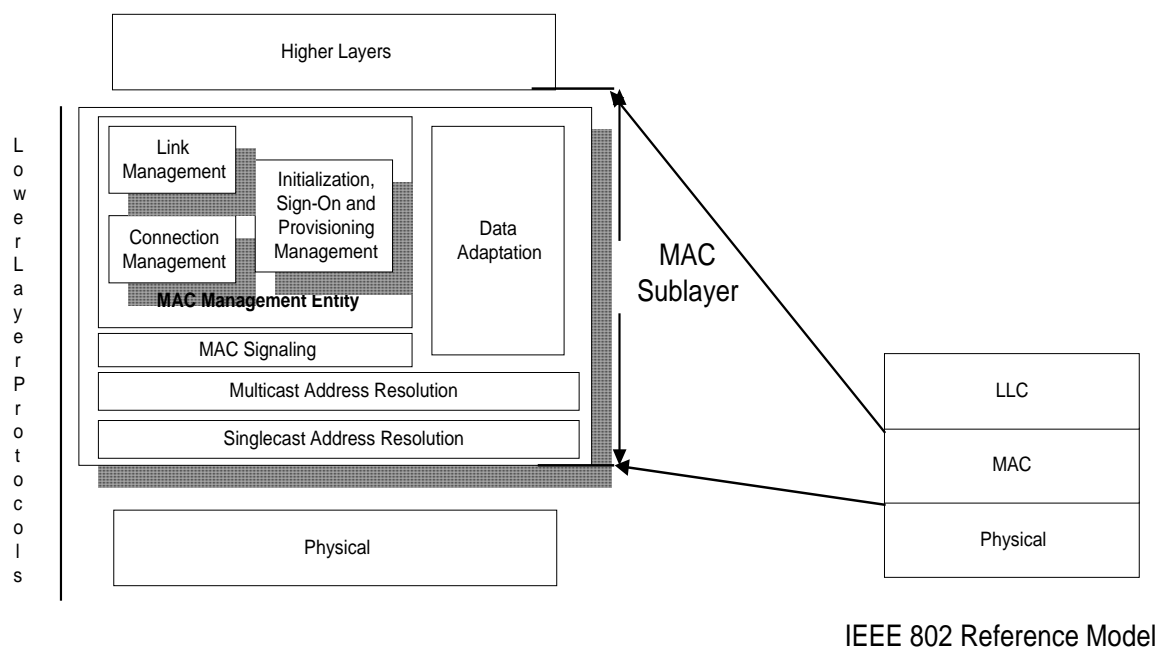 Higher Layers
LowerLayerProtocols
Link
Management
Initialization,
Sign-On and
Provisioning
Management
Connection
Management
MAC Management Entity
Data
Adaptation
MAC
Sublayer
MAC Signaling
Multicast Address Resolution
Singlecast Address Resolution
Physical
LLC
MAC
Physical
IEEE 802 Reference Model